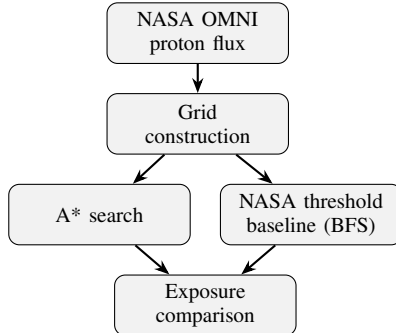 NASA OMNI
proton flux
Grid
construction
A* search
NASA threshold
baseline (BFS)
Exposure
comparison